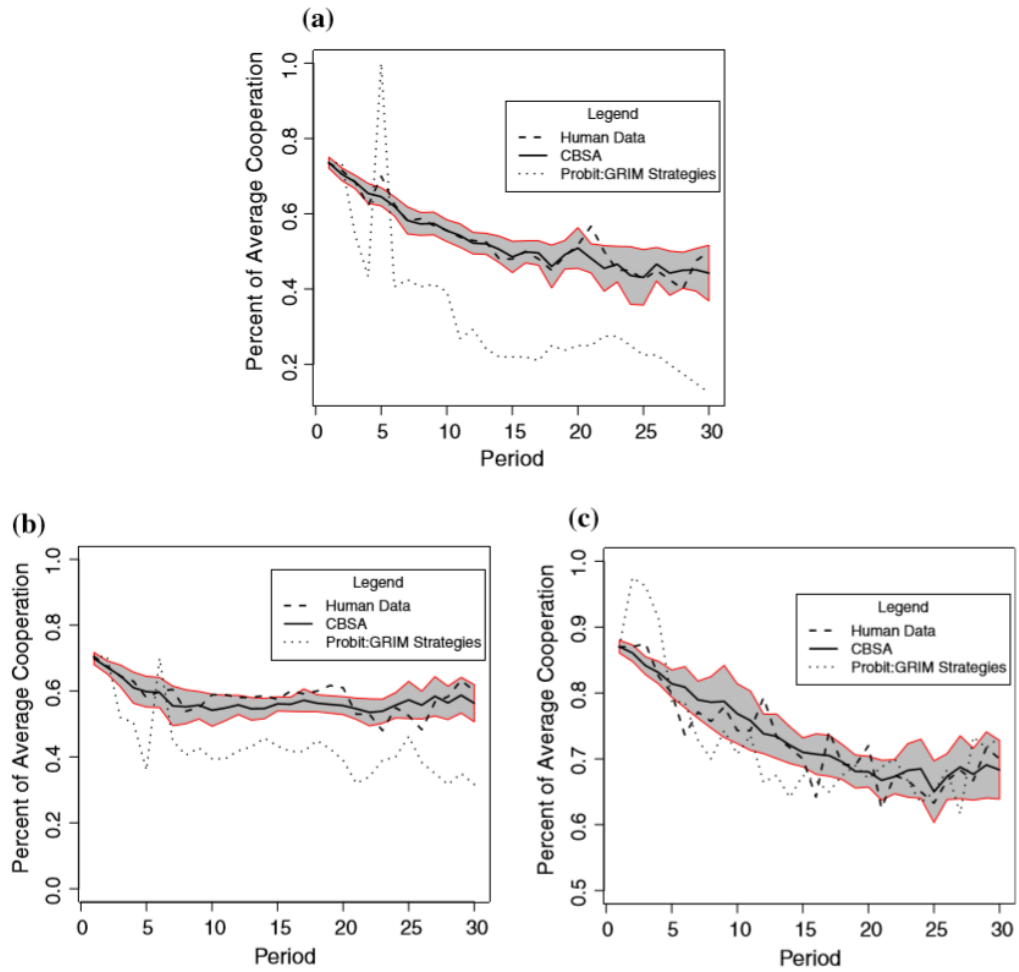 (a)
Percent of Average Cooperation
1.0
0.8
0.6
0.4
0.2
Legend
Human Data
CBSA
Probit:GRIM Strategies
0 5 10 15 20 25 30
Period
(b)
Percent of Average Cooperation
1.0
0.8
0.6
0.4
0.2
0.0
Legend
Human Data
CBSA
Probit:GRIM Strategies
0 5 10 15 20 25 30
Period
(c)
Percent of Average Cooperation
1.0
0.9
0.8
0.7
0.6
0.5
Legend
Human Data
CBSA
Probit:GRIM Strategies
0 5 10 15 20 25 30
Period